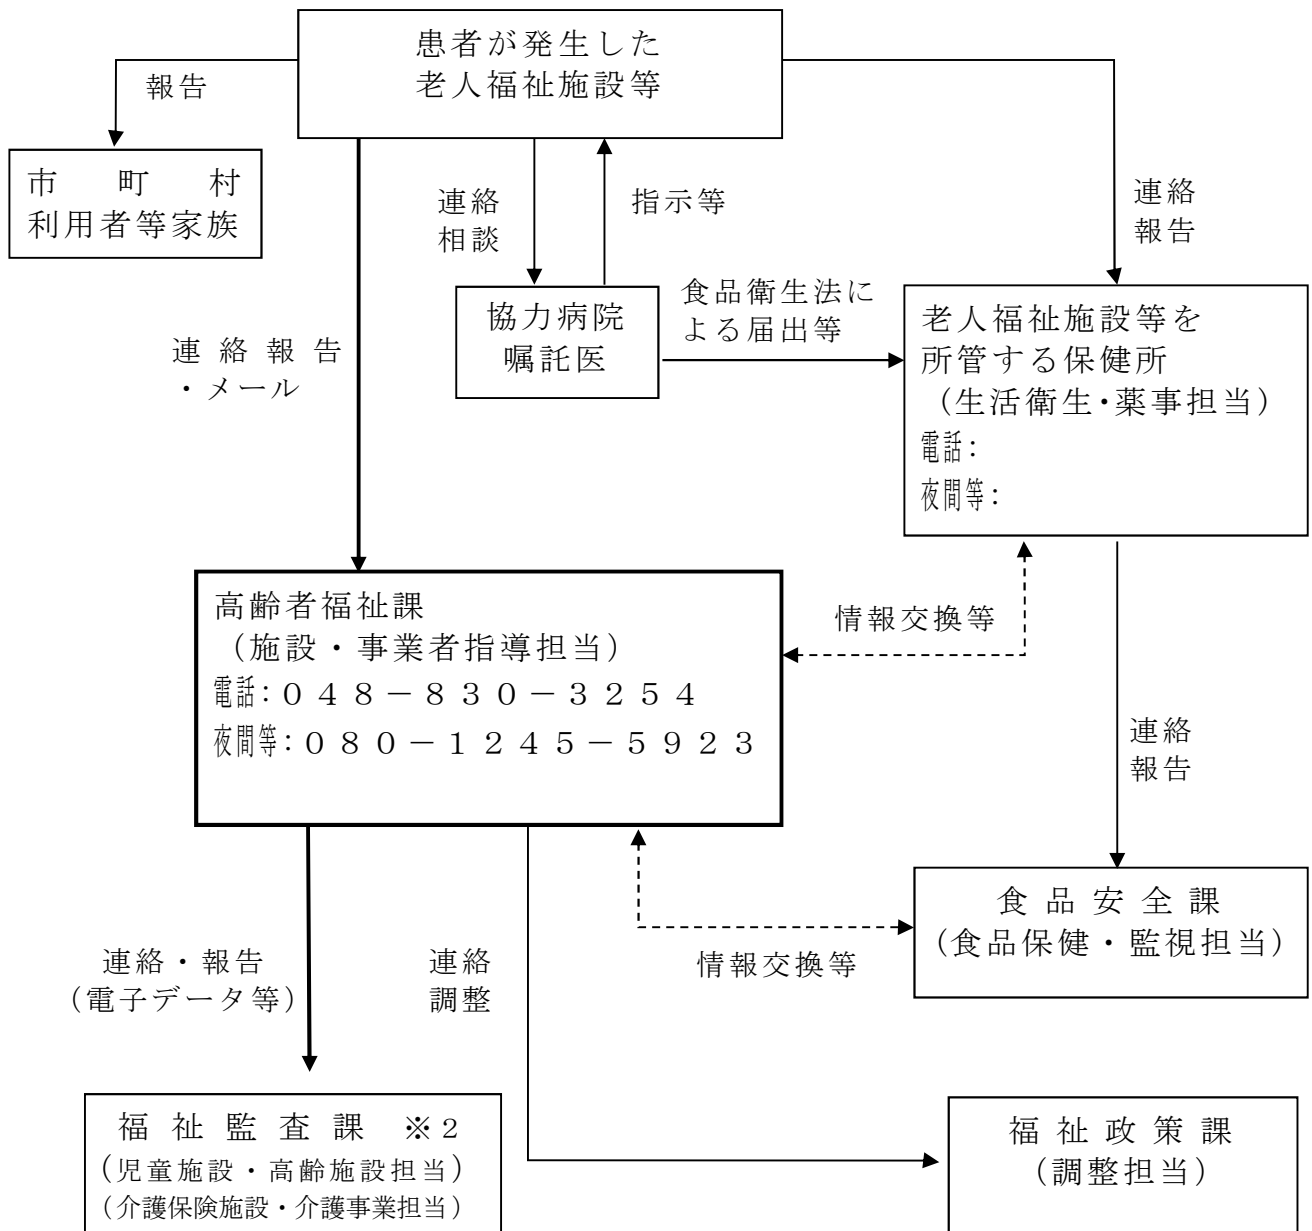 患者が発生した
老人福祉施設等
報告
市町村
利用者等家族
連絡
相談
指示等
連絡
報告
食品衛生法に
よる届出等
協力病院
嘱託医
老人福祉施設等を
所管する保健所
(生活衛生・薬事担当)
電話：
夜間等：
連絡報告
・メール
高齢者福祉課
(施設・事業者指導担当)
電話：０４８－８３０－３２５４
夜間等：０８０－１２４５－５９２３
情報交換等
連絡
報告
食品安全課
(食品保健・監視担当)
情報交換等
連絡・報告
(電子データ等)
連絡
調整
福祉監査課　※２
(児童施設・高齢施設担当)
(介護保険施設・介護事業担当)
福祉政策課
(調整担当)